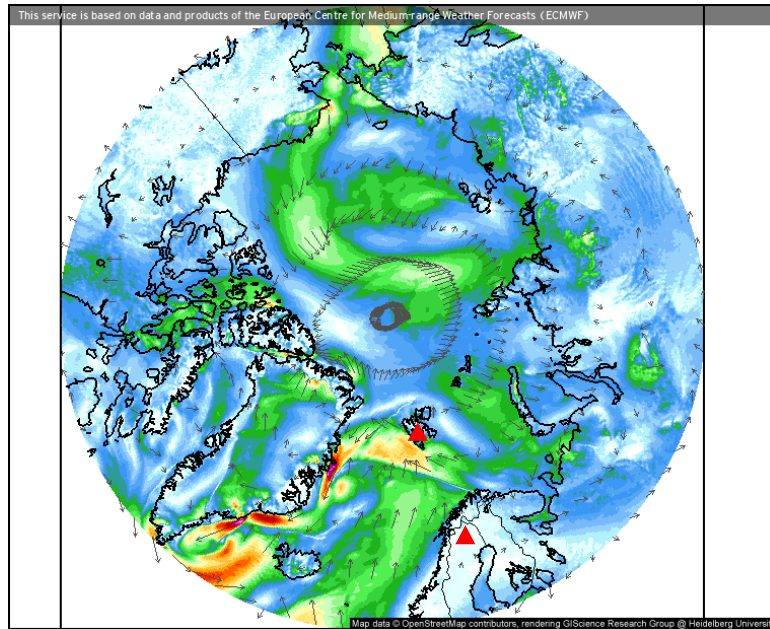 This service is based on data and products of the European Centre for Medium-range Weather Forecasts (ECMWF)
Map data © OpenStreetMap contributors, rendering GIScience Research Group @ Heidelberg Universit